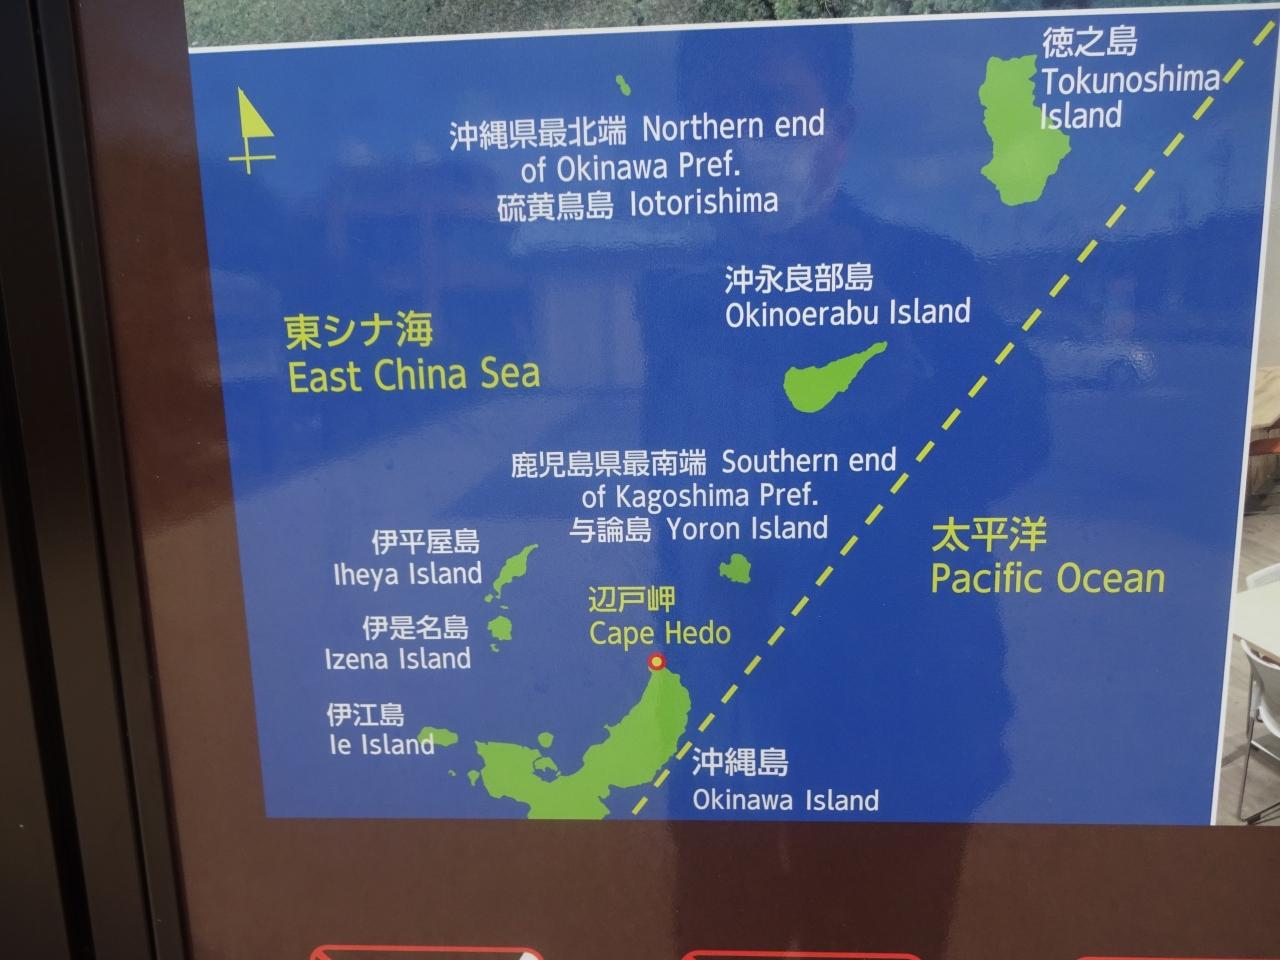 徳之島
Tokunoshima
Island
沖縄県最北端 Northern end
of Okinawa Pref.
硫黄鳥島 Iotorishima
沖永良部島
Okinoerabu Island
東シナ海
East China Sea
鹿児島県最南端 Southern end
of Kagoshima Pref.
与論島 Yoron Island
太平洋
Pacific Ocean
伊平屋島
Iheya Island
辺戸岬
Cape Hedo
伊是名島
Izena Island
伊江島
Ie Island
沖縄島
Okinawa Island